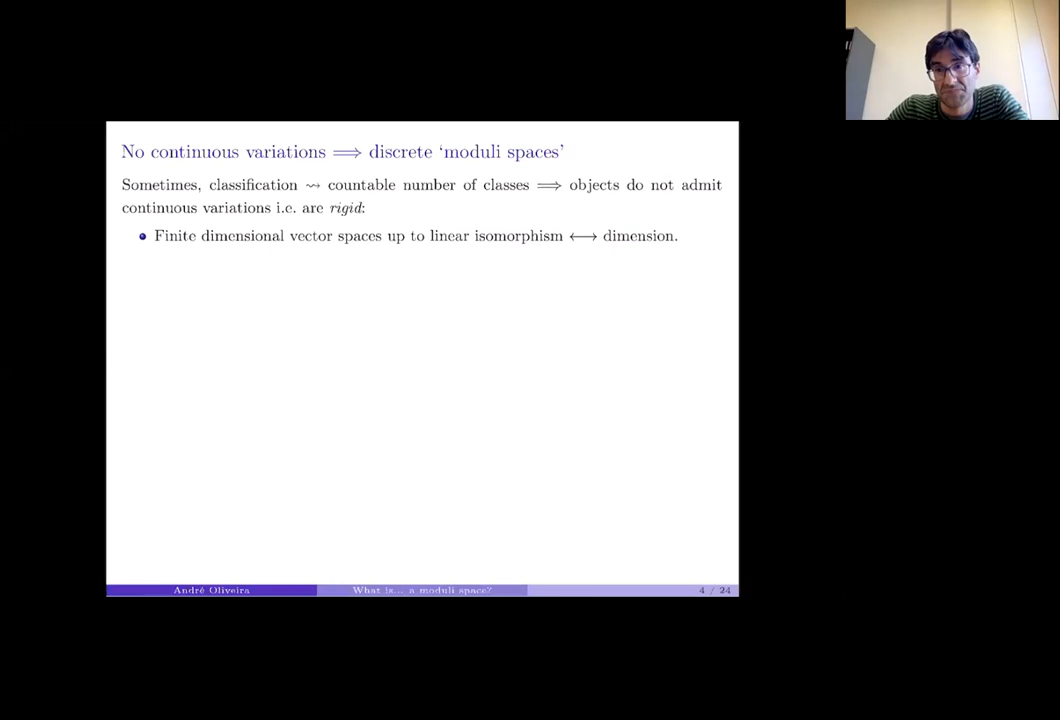 No continuous variations ⟹ discrete ‘moduli spaces’
Sometimes, classification ⇝ countable number of classes ⟹ objects do not admit
continuous variations i.e. are rigid:
• Finite dimensional vector spaces up to linear isomorphism ⟷ dimension.
André Oliveira What is... a moduli space? 4 / 24